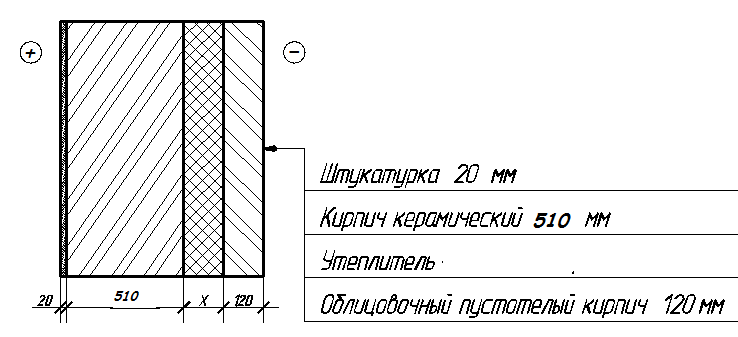 +
−
Штукатурка 20 мм
Кирпич керамический 510 мм
Утеплитель
Облицовочный пустотелый кирпич 120 мм
20 510 X 120